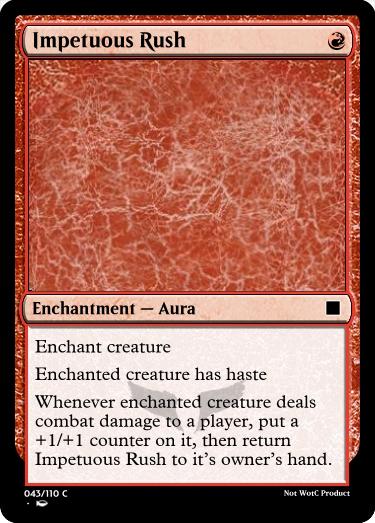 Impetuous Rush
Enchantment — Aura
Enchant creature
Enchanted creature has haste
Whenever enchanted creature deals
combat damage to a player, put a
+1/+1 counter on it, then return
Impetuous Rush to it's owner's hand.
043/110 C
Not WotC Product